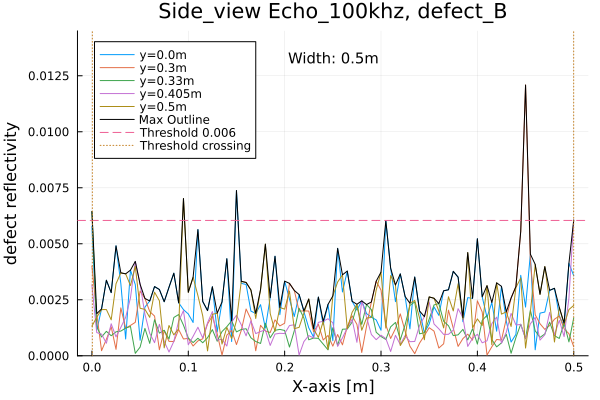 Side_view Echo_100khz, defect_B
Width: 0.5m
y=0.0m
y=0.3m
y=0.33m
y=0.405m
y=0.5m
Max Outline
Threshold 0.006
Threshold crossing
defect reflectivity
0.0125
0.0100
0.0075
0.0050
0.0025
0.0000
0.0 0.1 0.2 0.3 0.4 0.5
X-axis [m]